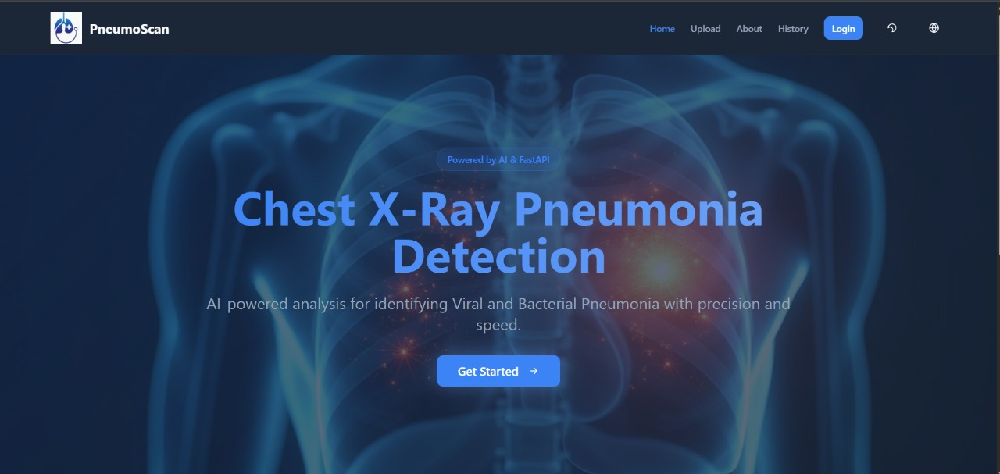 PneumoScan
Home Upload About History Login
Powered by AI & FastAPI
Chest X-Ray Pneumonia
Detection
AI-powered analysis for identifying Viral and Bacterial Pneumonia with precision and
speed.
Get Started →